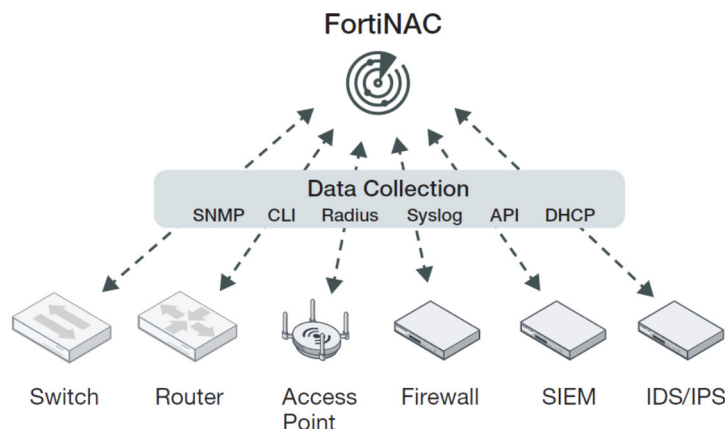 FortiNAC
Data Collection
SNMP CLI Radius Syslog API DHCP
Switch Router Access Point Firewall SIEM IDS/IPS